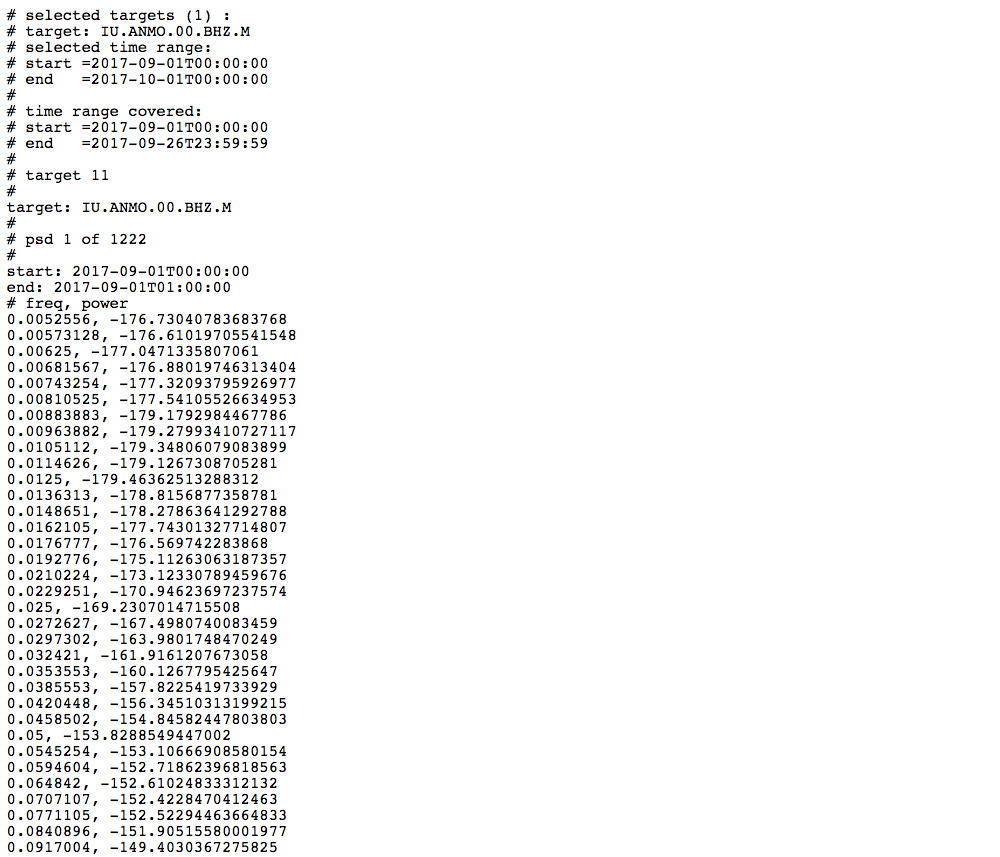 # selected targets (1) :
# target: IU.ANMO.00.BHZ.M
# selected time range:
# start =2017-09-01T00:00:00
# end   =2017-10-01T00:00:00
#
# time range covered:
# start =2017-09-01T00:00:00
# end   =2017-09-26T23:59:59
#
# target 11
#
target: IU.ANMO.00.BHZ.M
#
# psd 1 of 1222
#
start: 2017-09-01T00:00:00
end: 2017-09-01T01:00:00
# freq, power
0.0052556, -176.73040783683768
0.00573128, -176.61019705541548
0.00625, -177.0471335807061
0.00681567, -176.88019746313404
0.00743254, -177.32093795926977
0.00810525, -177.54105526634953
0.00883883, -179.1792984467786
0.00963882, -179.27993410727117
0.0105112, -179.34806079083899
0.0114626, -179.1267308705281
0.0125, -179.46362513288312
0.0136313, -178.8156877358781
0.0148651, -178.27863641292788
0.0162105, -177.74301327714807
0.0176777, -176.569742283868
0.0192776, -175.11263063187357
0.0210224, -173.12330789459676
0.0229251, -170.94623697237574
0.025, -169.2307014715508
0.0272627, -167.4980740083459
0.0297302, -163.9801748470249
0.032421, -161.9161207673058
0.0353553, -160.1267795425647
0.0385553, -157.8225419733929
0.0420448, -156.34510313199215
0.0458502, -154.84582447803803
0.05, -153.8288549447002
0.0545254, -153.10666908580154
0.0594604, -152.71862396818563
0.064842, -152.61024833312132
0.0707107, -152.4228470412463
0.0771105, -152.52294463664833
0.0840896, -151.90515580001977
0.0917004, -149.4030367275825